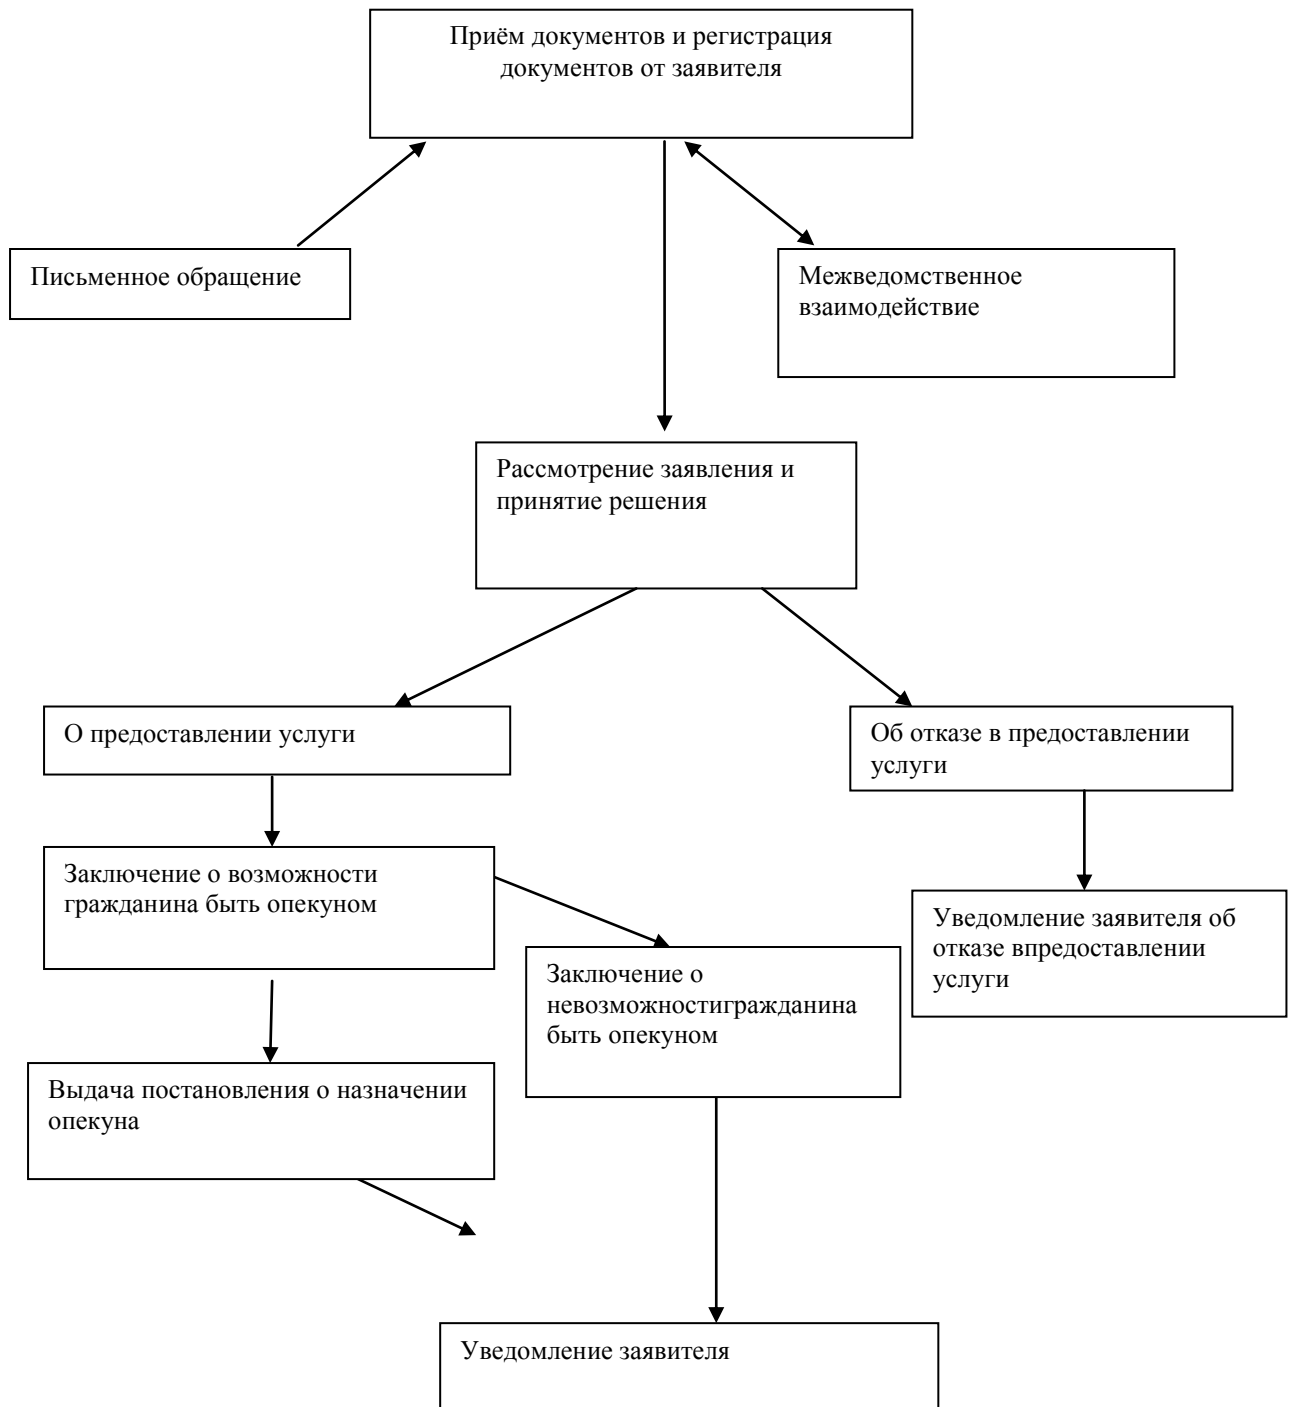 Приём документов и регистрация
документов от заявителя
Письменное обращение
Межведомственное
взаимодействие
Рассмотрение заявления и
принятие решения
О предоставлении услуги
Об отказе в предоставлении
услуги
Заключение о возможности
гражданина быть опекуном
Уведомление заявителя об
отказе впредоставлении
услуги
Заключение о
невозможностигражданина
быть опекуном
Выдача постановления о назначении
опекуна
Уведомление заявителя